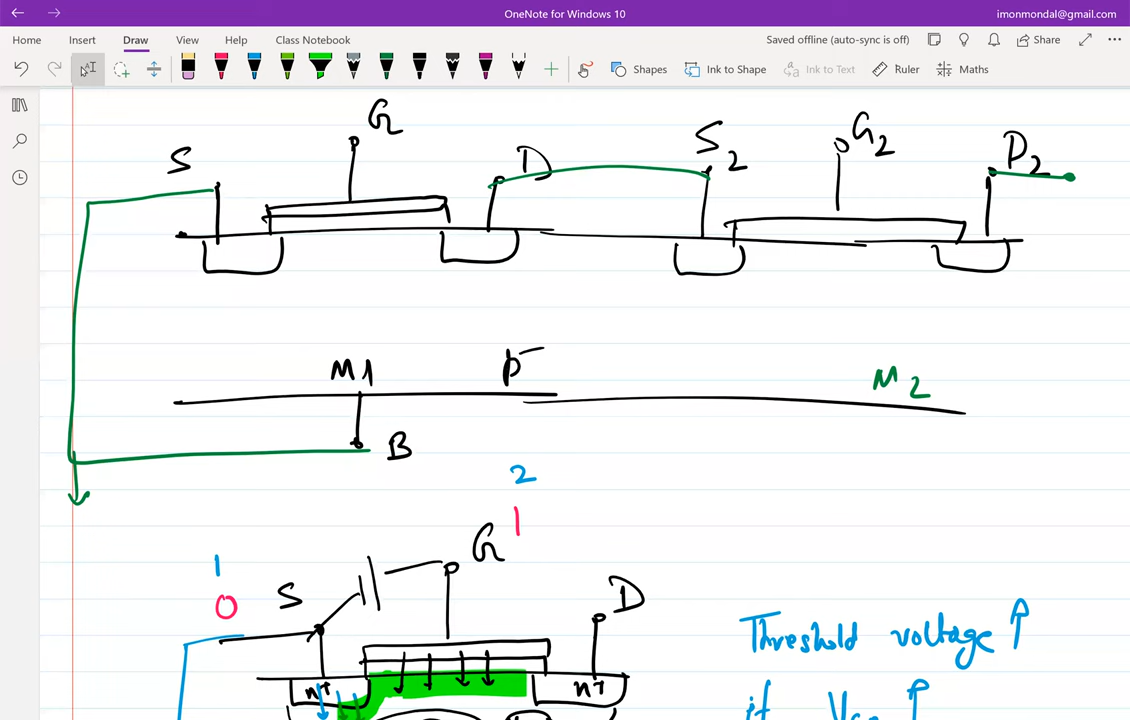 OneNote for Windows 10
imonmondal@gmail.com
Home Insert Draw View Help Class Notebook
Saved offline (auto-sync is off) Share
Shapes Ink to Shape Ink to Text Ruler Maths
S G D S2 G2 D2
M1 p- M2
B
2
1
G
1
0
S D
n+ n+
Threshold voltage ↑
if